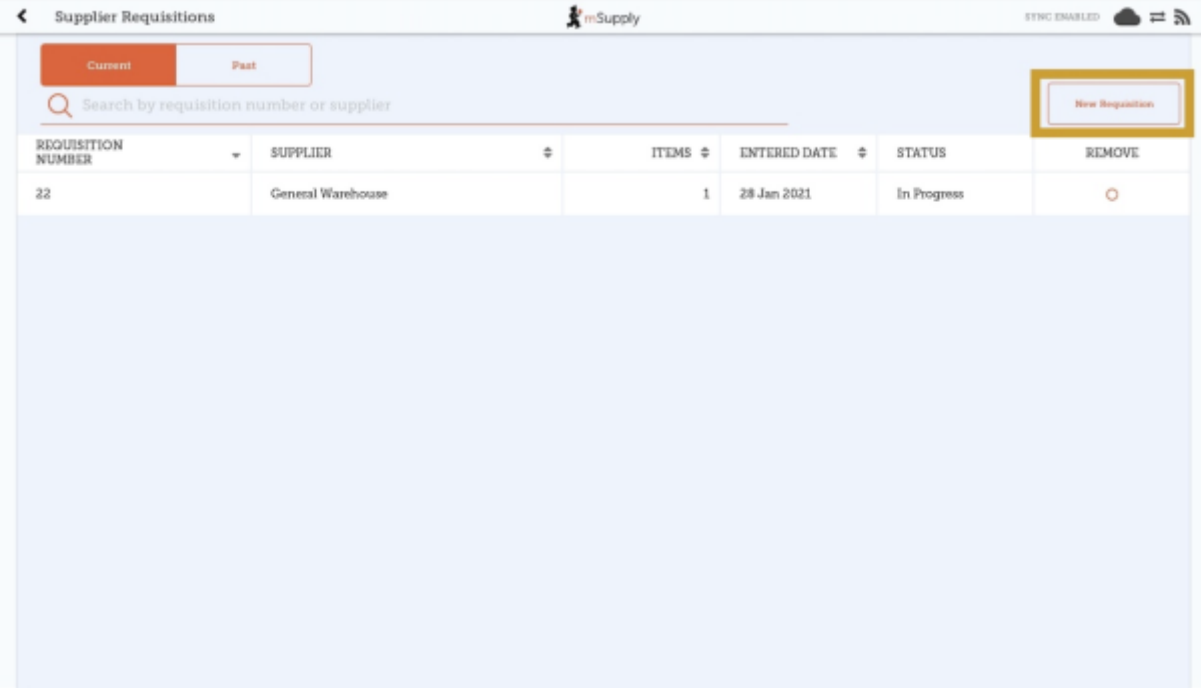 Supplier Requisitions
mSupply
SYNC ENABLED
Current
Past
Search by requisition number or supplier
New Requisition
REQUISITION
NUMBER
SUPPLIER
ITEMS
ENTERED DATE
STATUS
REMOVE
22
General Warehouse
1
28 Jan 2021
In Progress